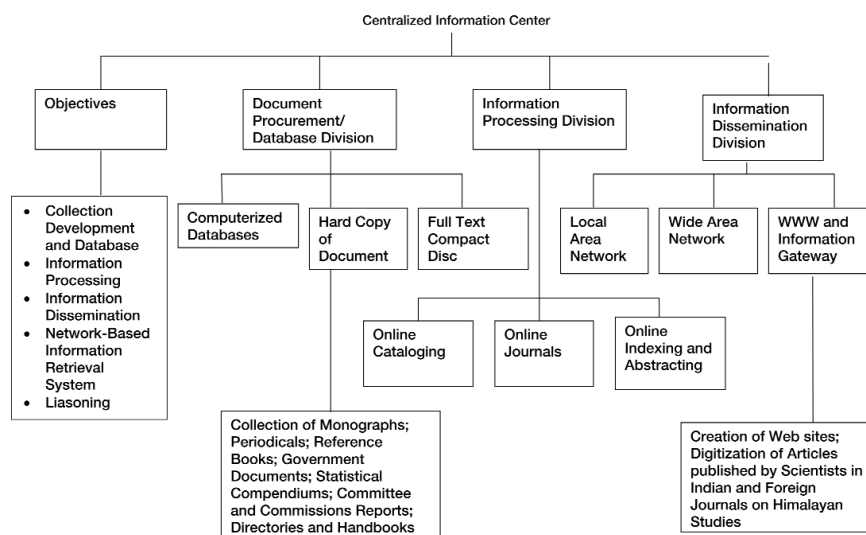 Centralized Information Center
Objectives
Document
Procurement/
Database Division
Information
Processing Division
Information
Dissemination
Division
• Collection
Development
and Database
• Information
Processing
• Information
Dissemination
• Network-Based
Information
Retrieval
System
• Liasoning
Computerized
Databases
Hard Copy
of
Document
Full Text
Compact
Disc
Local
Area
Network
Wide Area
Network
WWW and
Information
Gateway
Online
Cataloging
Online
Journals
Online
Indexing and
Abstracting
Collection of Monographs;
Periodicals; Reference
Books; Government
Documents; Statistical
Compendiums; Committee
and Commissions Reports;
Directories and Handbooks
Creation of Web sites;
Digitization of Articles
published by Scientists in
Indian and Foreign
Journals on Himalayan
Studies